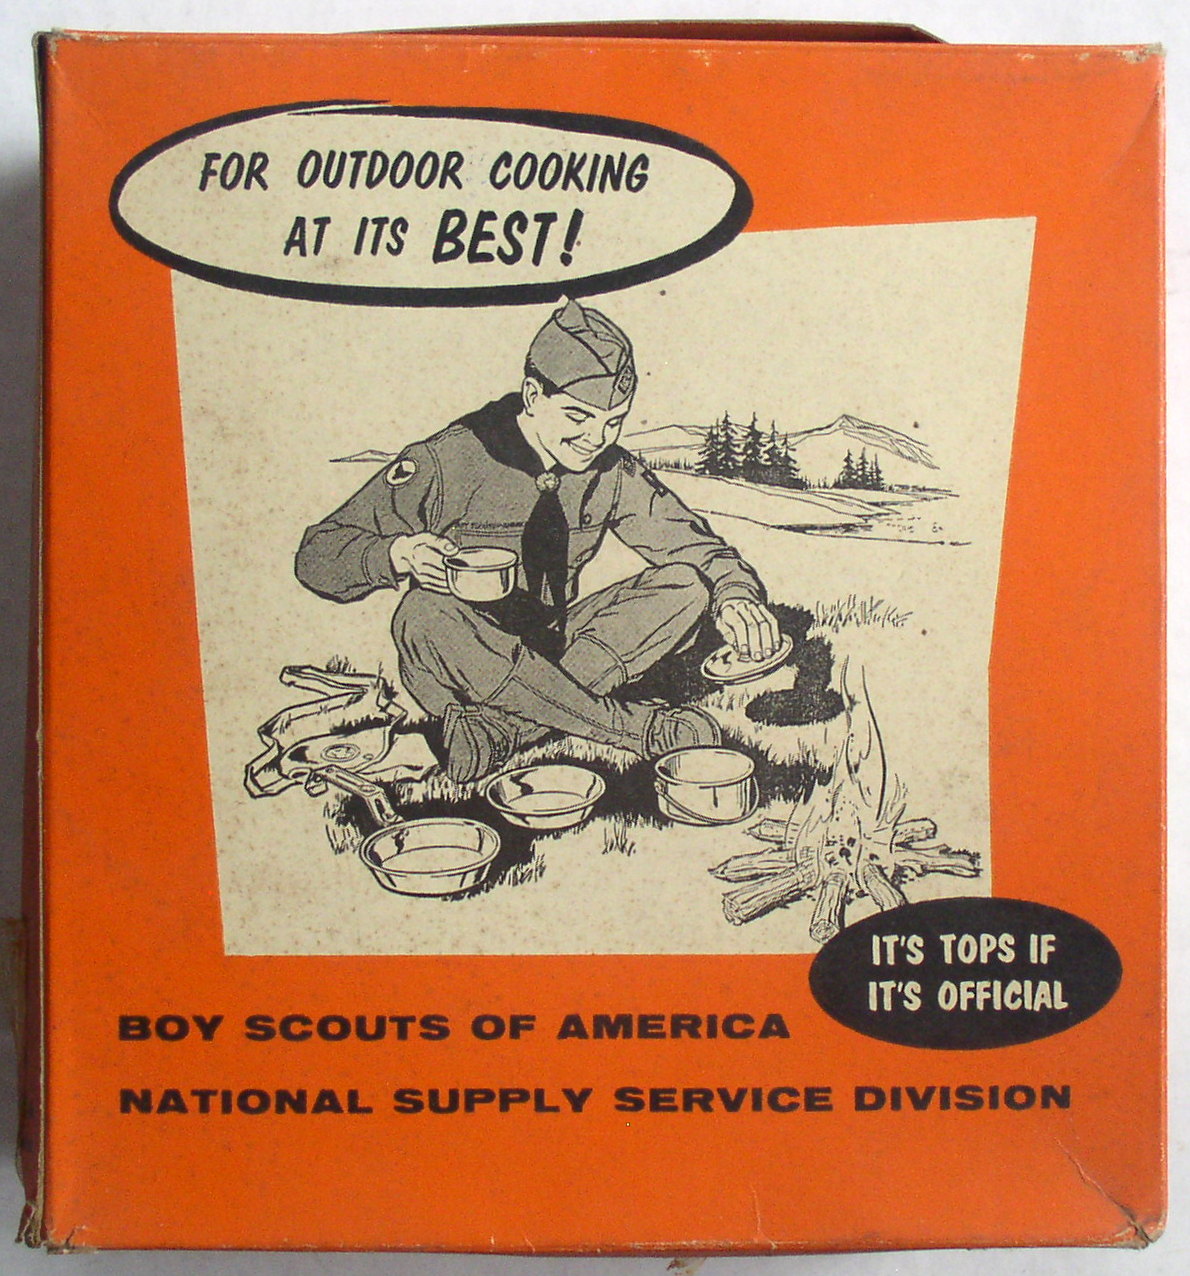 FOR OUTDOOR COOKING
AT ITS BEST!
IT'S TOPS IF
IT'S OFFICIAL
BOY SCOUTS OF AMERICA
NATIONAL SUPPLY SERVICE DIVISION